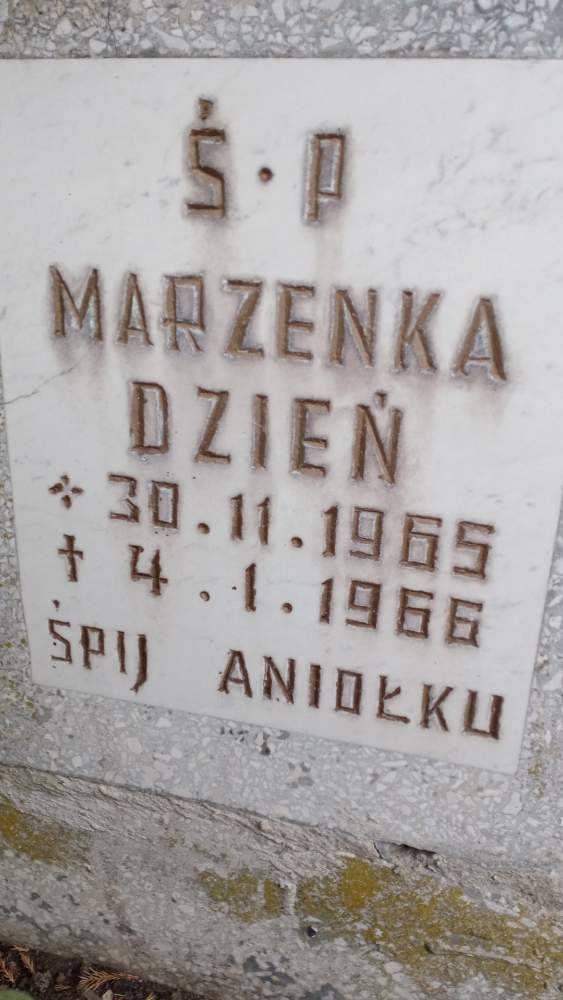 Ś.P
MARZENKA
DZIEŃ
30.11.1965
† 4.1.1966
ŚPIJ ANIOŁKU